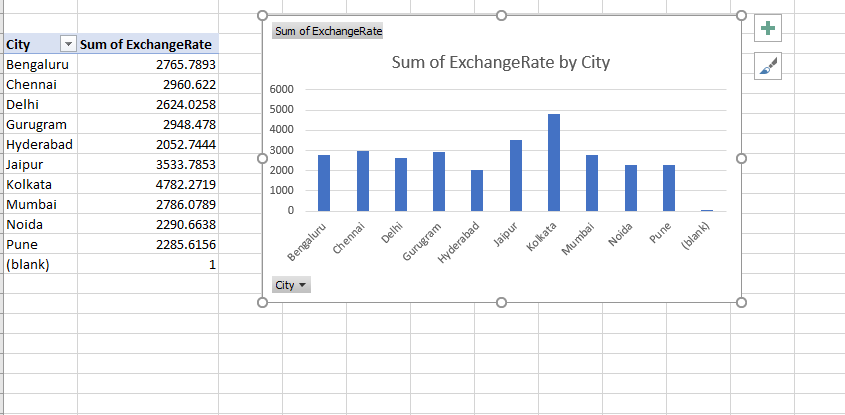 City Sum of ExchangeRate
Bengaluru 2765.7893
Chennai 2960.622
Delhi 2624.0258
Gurugram 2948.478
Hyderabad 2052.7444
Jaipur 3533.7853
Kolkata 4782.2719
Mumbai 2786.0789
Noida 2290.6638
Pune 2285.6156
(blank) 1
Sum of ExchangeRate
Sum of ExchangeRate by City
6000
5000
4000
3000
2000
1000
0
Bengaluru Chennai Delhi Gurugram Hyderabad Jaipur Kolkata Mumbai Noida Pune (blank)
City